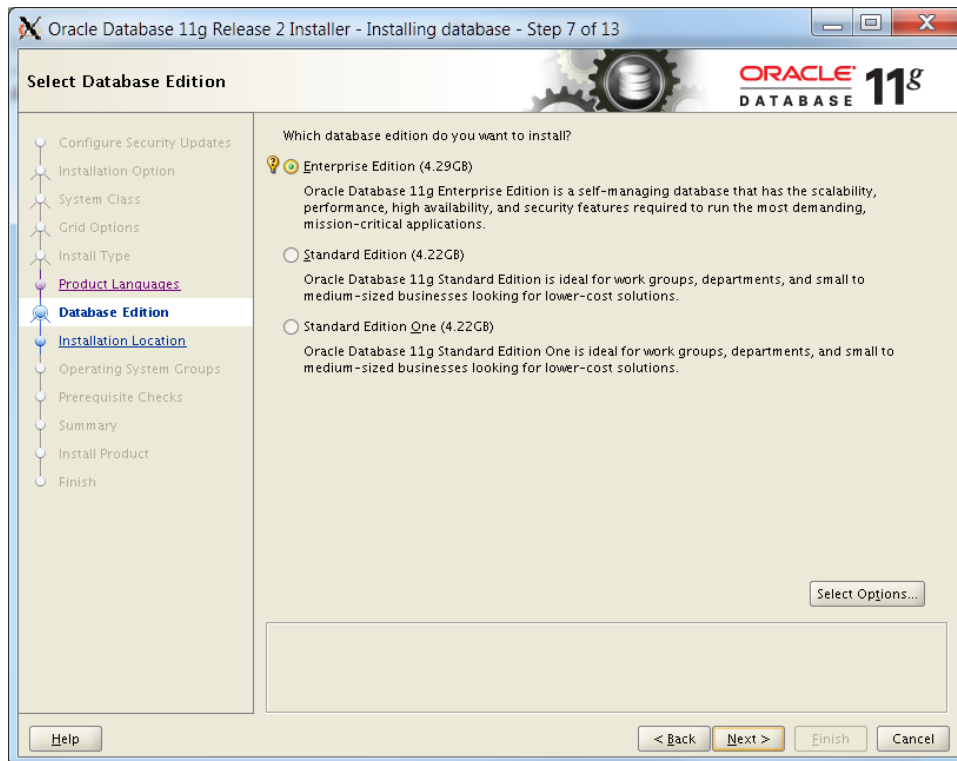 Oracle Database 11g Release 2 Installer - Installing database - Step 7 of 13
Select Database Edition
ORACLE
DATABASE
11g
Configure Security Updates
Installation Option
System Class
Grid Options
Install Type
Product Languages
Database Edition
Installation Location
Operating System Groups
Prerequisite Checks
Summary
Install Product
Finish
Which database edition do you want to install?
Enterprise Edition (4.29GB)
Oracle Database 11g Enterprise Edition is a self-managing database that has the scalability,
performance, high availability, and security features required to run the most demanding,
mission-critical applications.
Standard Edition (4.22GB)
Oracle Database 11g Standard Edition is ideal for work groups, departments, and small to
medium-sized businesses looking for lower-cost solutions.
Standard Edition One (4.22GB)
Oracle Database 11g Standard Edition One is ideal for work groups, departments, and small to
medium-sized businesses looking for lower-cost solutions.
Select Options...
Help
< Back
Next >
Finish
Cancel